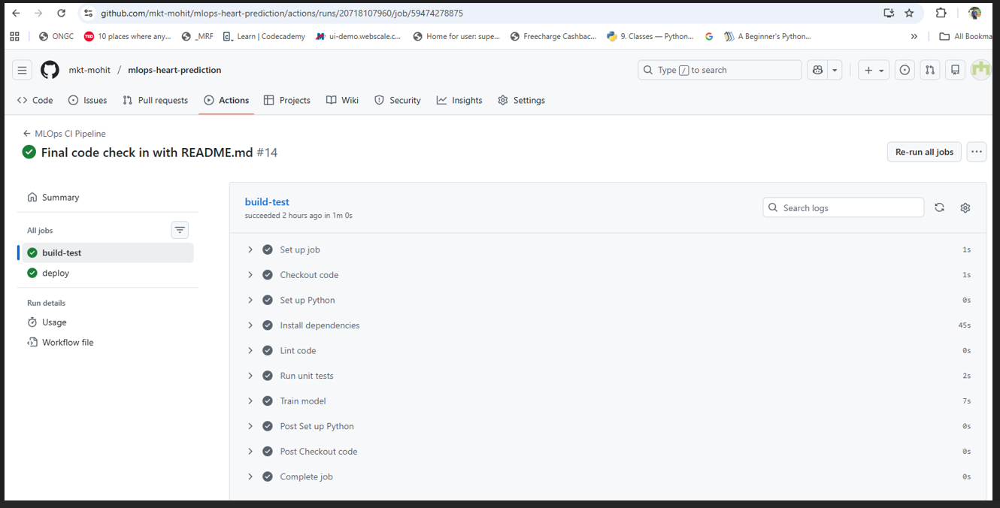 github.com/mkt-mohit/mlops-heart-prediction/actions/runs/20718107960/job/59474278875
ONGC TED 10 places where any... _MRF Learn | Codecademy ui-demo.webscale.c... Home for user: supe... Freecharge Cashbac... 9. Classes — Python... A Beginner's Python... » All Bookma
mkt-mohit / mlops-heart-prediction Type / to search
Code Issues Pull requests Actions Projects Wiki Security Insights Settings
← MLOps CI Pipeline
Final code check in with README.md #14 Re-run all jobs ...
Summary
All jobs
build-test
deploy
Run details
Usage
Workflow file
build-test
succeeded 2 hours ago in 1m 0s
Search logs
Set up job 1s
Checkout code 1s
Set up Python 0s
Install dependencies 45s
Lint code 0s
Run unit tests 2s
Train model 7s
Post Set up Python 0s
Post Checkout code 0s
Complete job 0s